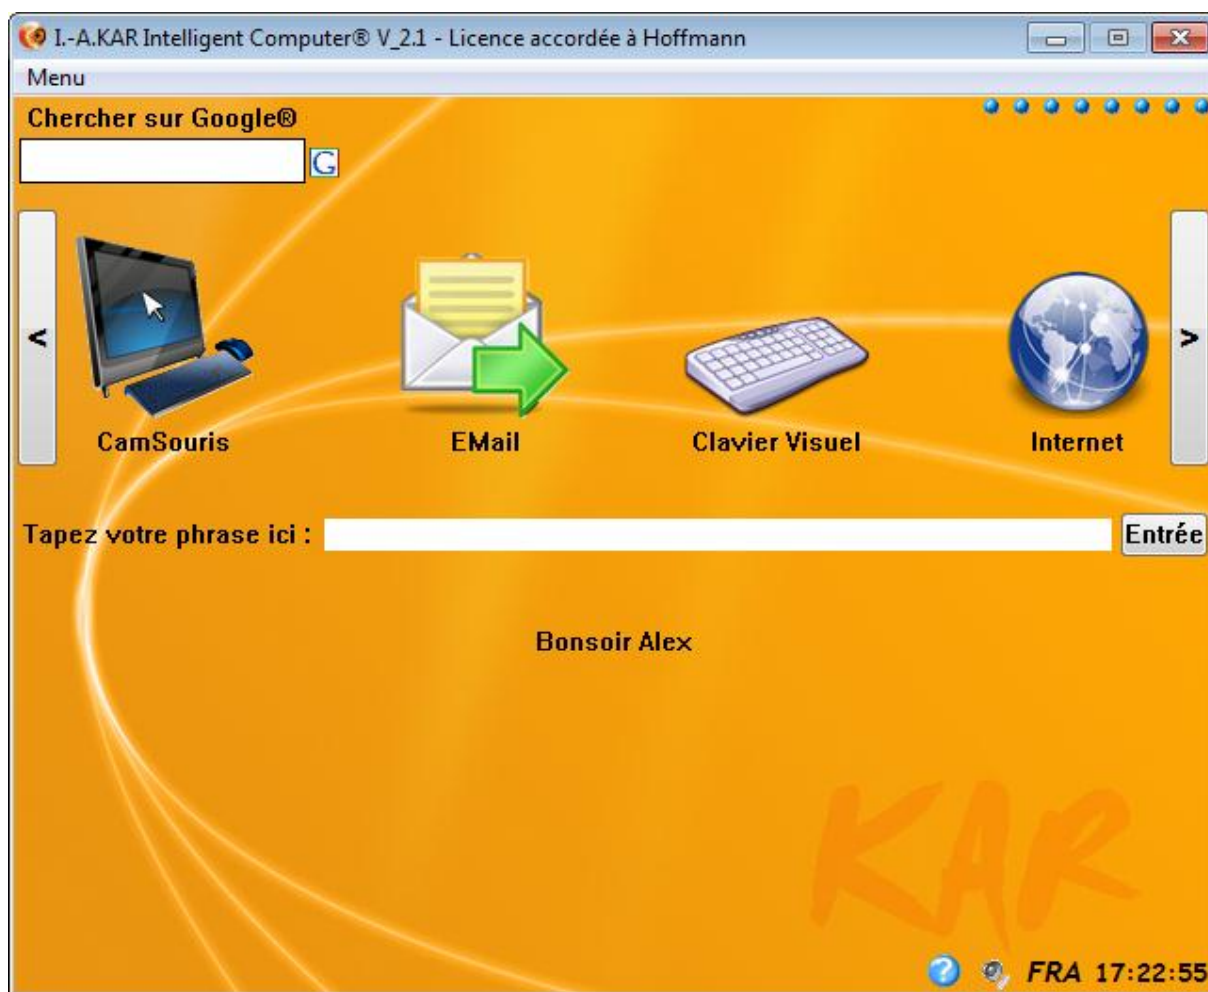 I.-A.KAR Intelligent Computer® V_2.1 - Licence accordée à Hoffmann
Menu
Chercher sur Google®
G
<
>
CamSouris
EMail
Clavier Visuel
Internet
Tapez votre phrase ici :
Entrée
Bonsoir Alex
KAR
FRA 17:22:55